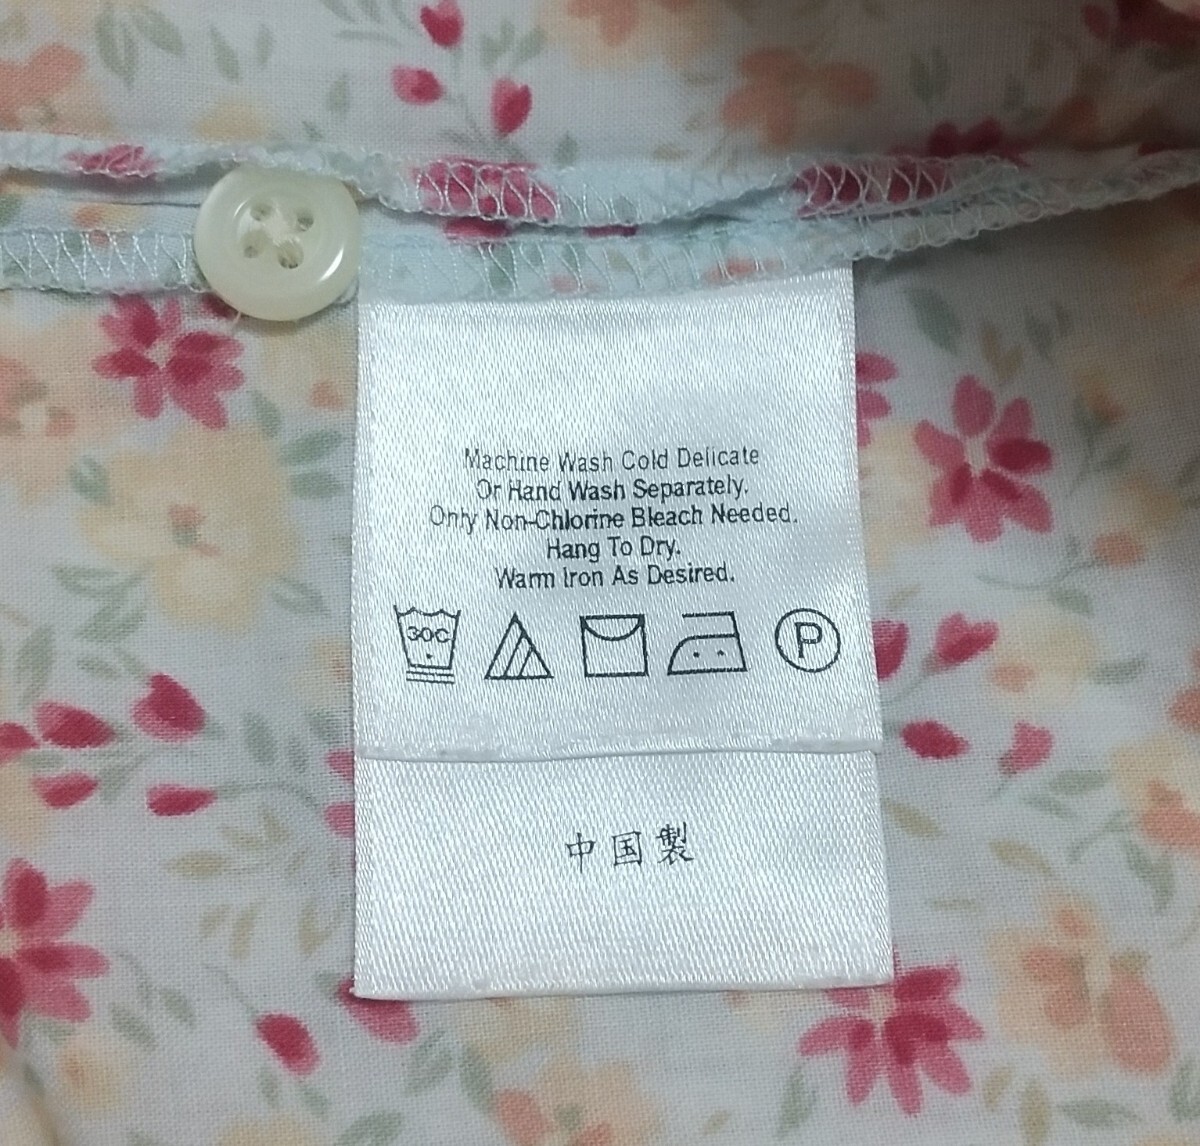 Machine Wash Cold Delicate
Or Hand Wash Separately.
Only Non-Chlorine Bleach Needed.
Hang To Dry.
Warm Iron As Desired.
30C P
中国製